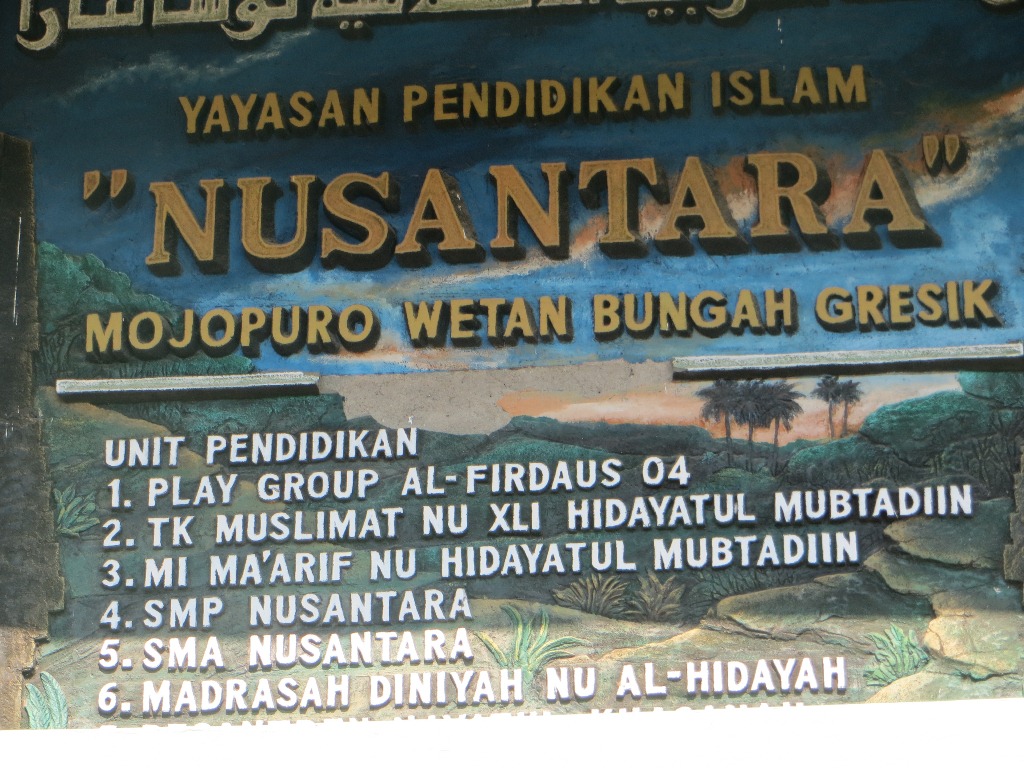 YAYASAN PENDIDIKAN ISLAM
"NUSANTARA"
MOJOPURO WETAN BUNGAH GRESIK
UNIT PENDIDIKAN
1. PLAY GROUP AL-FIRDAUS 04
2. TK MUSLIMAT NU XLI HIDAYATUL MUBTADIIN
3. MI MA'ARIF NU HIDAYATUL MUBTADIIN
4. SMP NUSANTARA
5. SMA NUSANTARA
6. MADRASAH DINIYAH NU AL-HIDAYAH